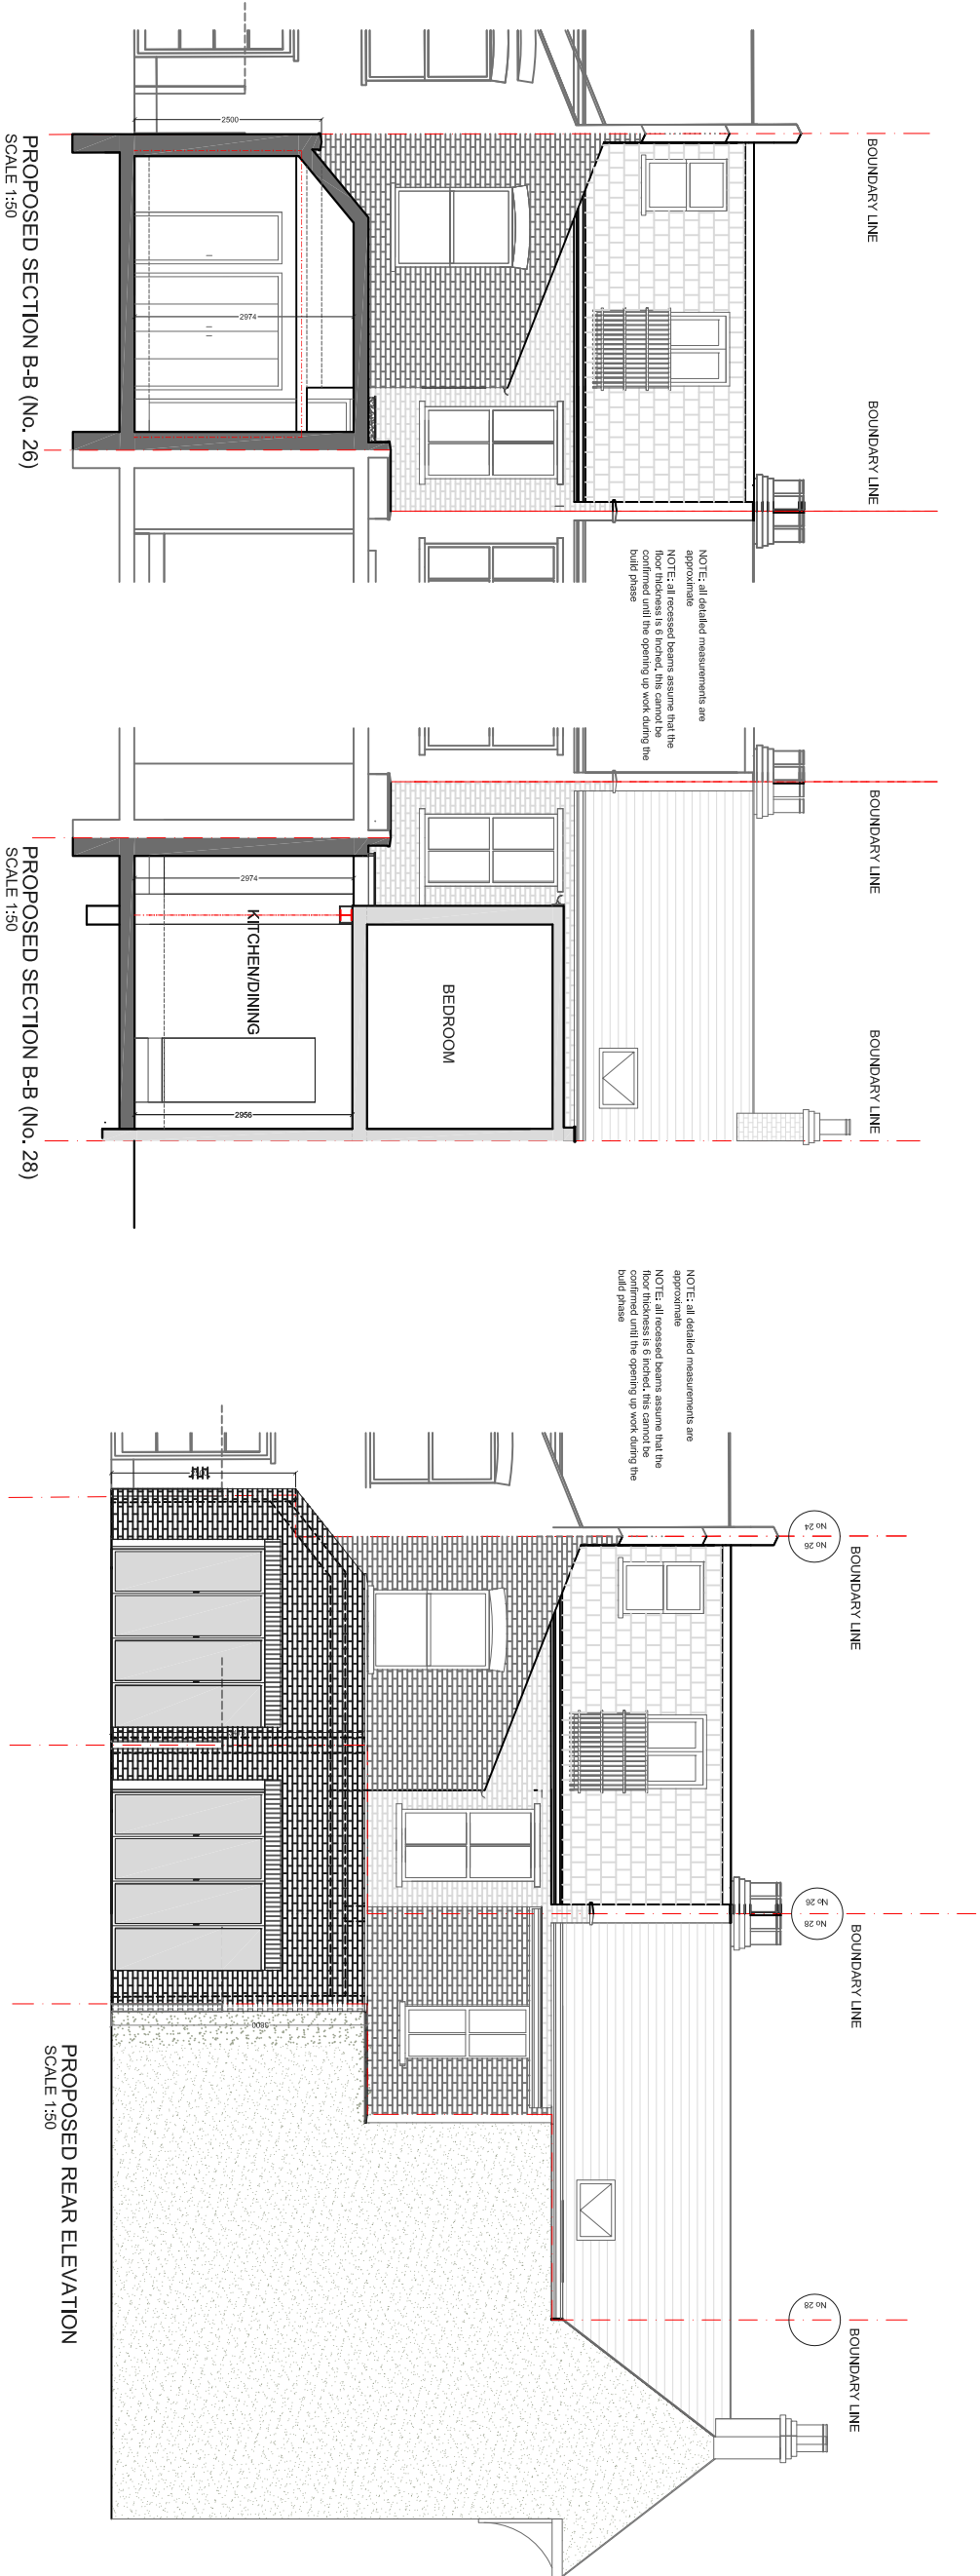 BOUNDARY LINE
BOUNDARY LINE
2500
2974
NOTE: all detailed measurements are
approximate
NOTE: all recessed beams assume that the
floor thickness is 6 inched, this cannot be
confirmed until the opening up work during the
build phase
PROPOSED SECTION B-B (No. 26)
SCALE 1:50
BOUNDARY LINE
BOUNDARY LINE
BEDROOM
KITCHEN/DINING
2974
2956
PROPOSED SECTION B-B (No. 28)
SCALE 1:50
NOTE: all detailed measurements are
approximate
NOTE: all recessed beams assume that the
floor thickness is 6 inched, this cannot be
confirmed until the opening up work during the
build phase
No 24
No 26
BOUNDARY LINE
No 26
No 28
BOUNDARY LINE
No 28
BOUNDARY LINE
PROPOSED REAR ELEVATION
SCALE 1:50